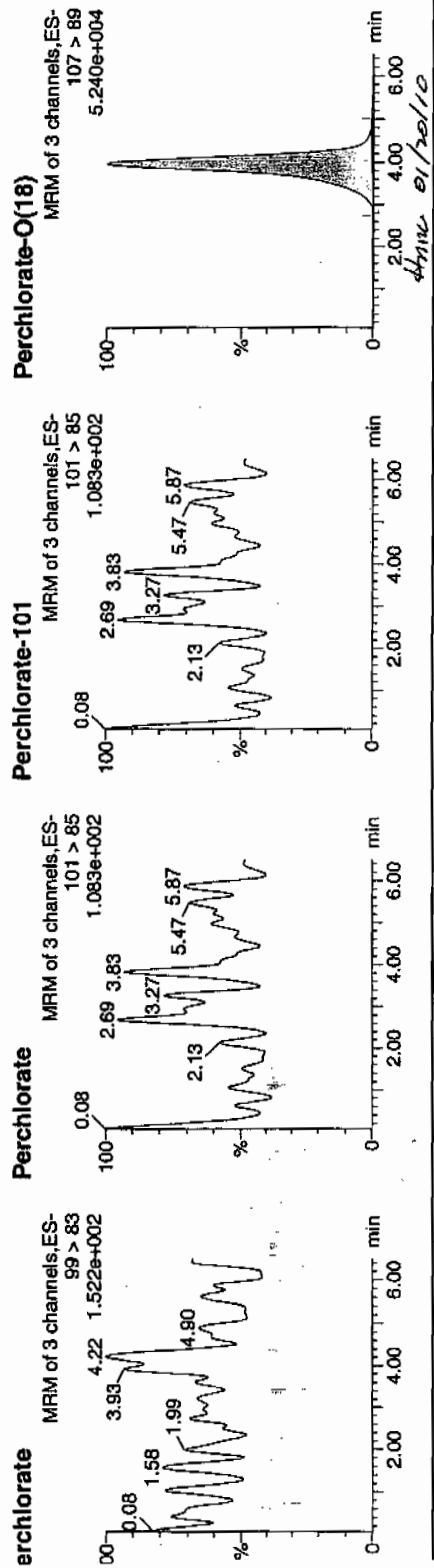 erchlorate
MRM of 3 channels,ES-
99 > 83
1.522e+002
00
0.08
1.58
1.99
3.93
4.22
4.90
%
0
2.00
4.00
6.00
min
Perchlorate
MRM of 3 channels,ES-
101 > 85
1.083e+002
100
0.08
2.13
2.69
3.27
3.83
5.47
5.87
%
0
2.00
4.00
6.00
min
Perchlorate-101
MRM of 3 channels,ES-
101 > 85
1.083e+002
100
0.08
2.13
2.69
3.27
3.83
5.47
5.87
%
0
2.00
4.00
6.00
min
Perchlorate-O(18)
MRM of 3 channels,ES-
107 > 89
5.240e+004
100
%
0
2.00
4.00
6.00
min
01/20/10